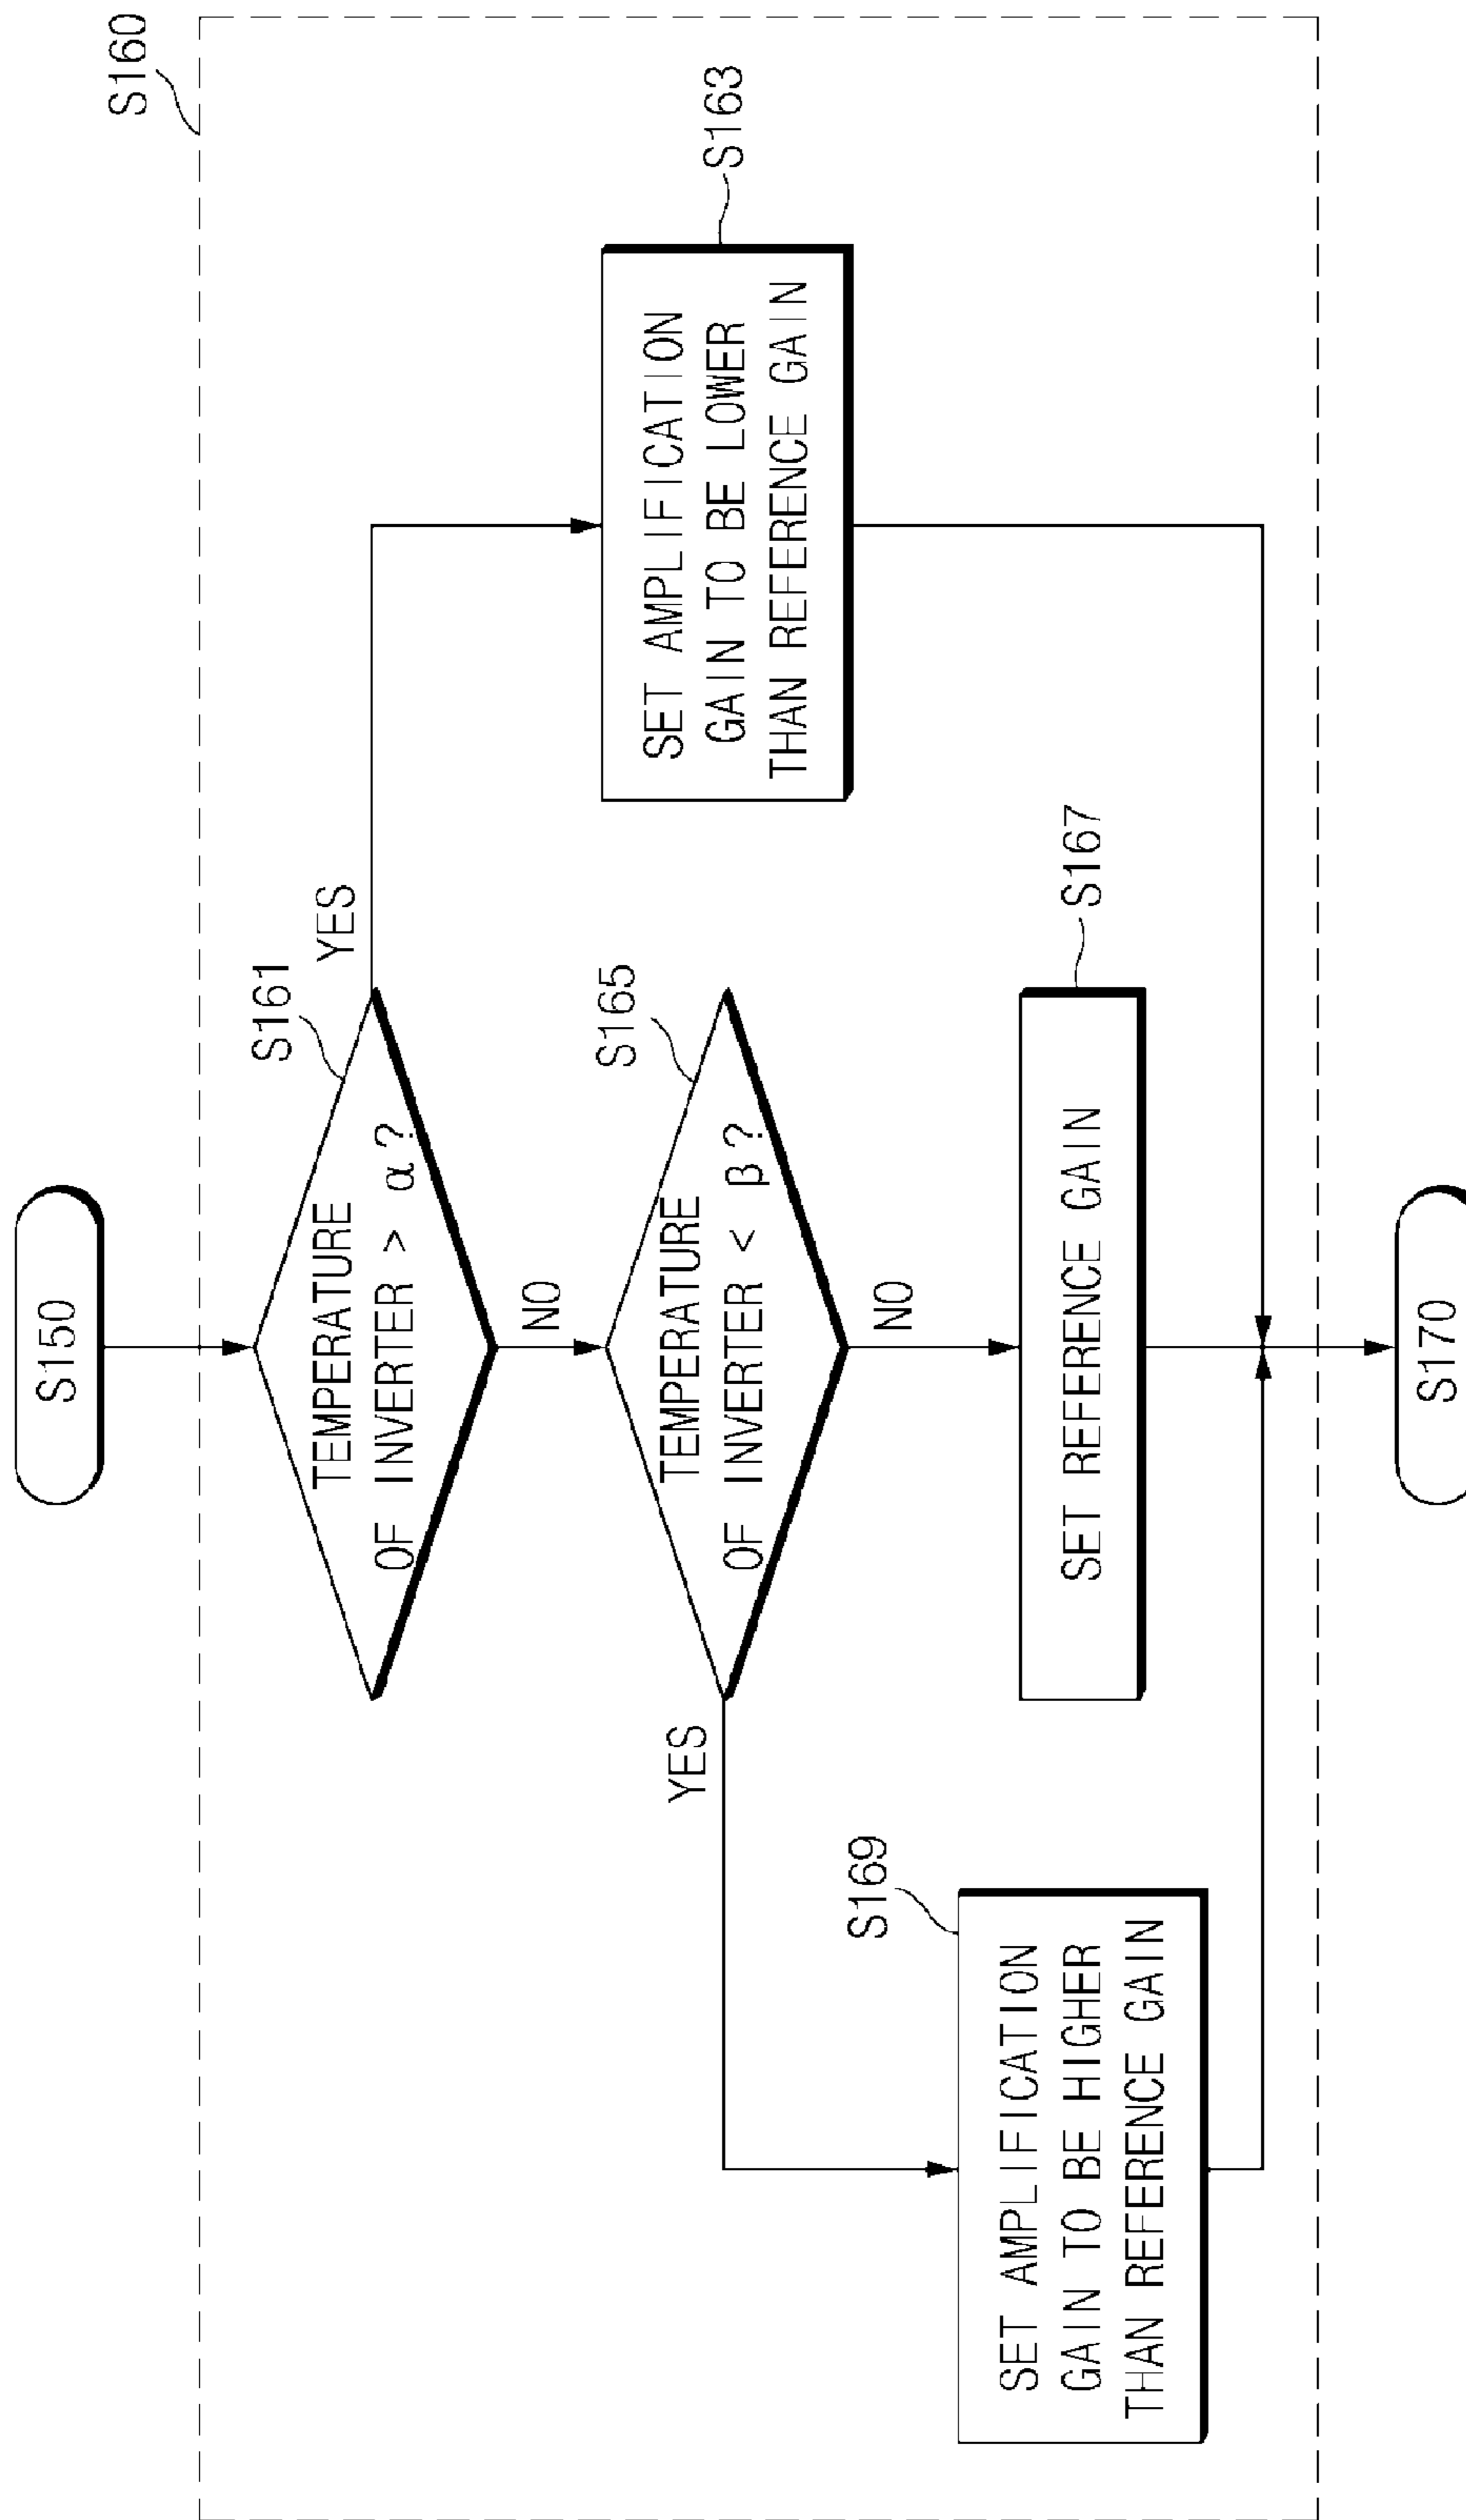 S150
S160
S161
TEMPERATURE
OF INVERTER > α?
YES
NO
S163
SET AMPLIFICATION
GAIN TO BE LOWER
THAN REFERENCE GAIN
S165
TEMPERATURE
OF INVERTER < β?
YES
NO
S169
SET AMPLIFICATION
GAIN TO BE HIGHER
THAN REFERENCE GAIN
S167
SET REFERENCE GAIN
S170